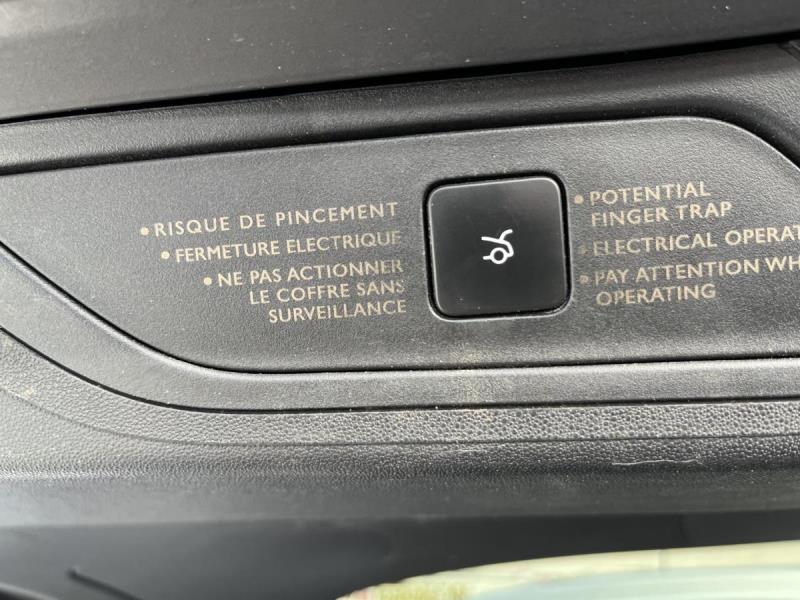 • RISQUE DE PINCEMENT
• FERMETURE ELECTRIQUE
• NE PAS ACTIONNER
LE COFFRE SANS
SURVEILLANCE
• POTENTIAL
FINGER TRAP
• ELECTRICAL
• PAY ATTENTION
OPERATING